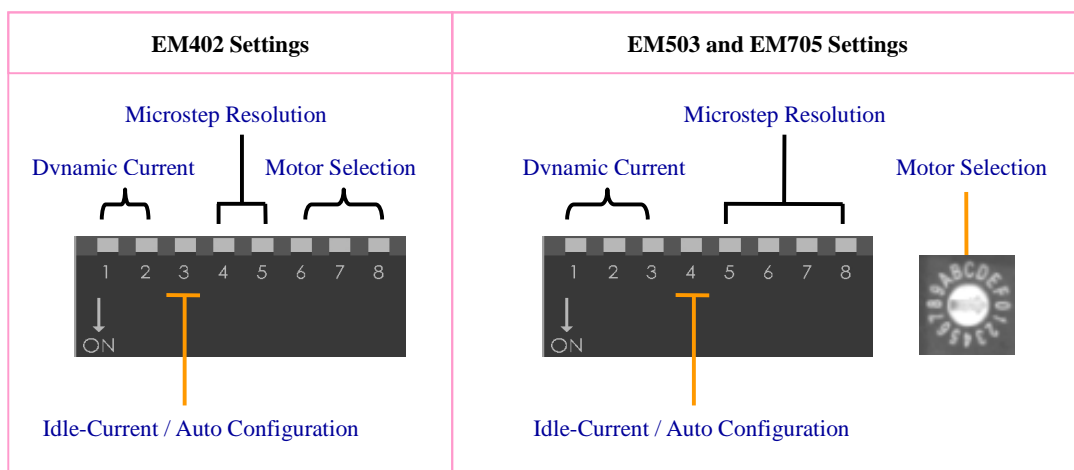 EM402 Settings
EM503 and EM705 Settings
Microstep Resolution
Dvnamic Current
Motor Selection
1 2 3 4 5 6 7 8
ON
Idle-Current / Auto Configuration
Microstep Resolution
Dvnamic Current
Motor Selection
1 2 3 4 5 6 7 8
ON
0123456789ABCDEF
Idle-Current / Auto Configuration